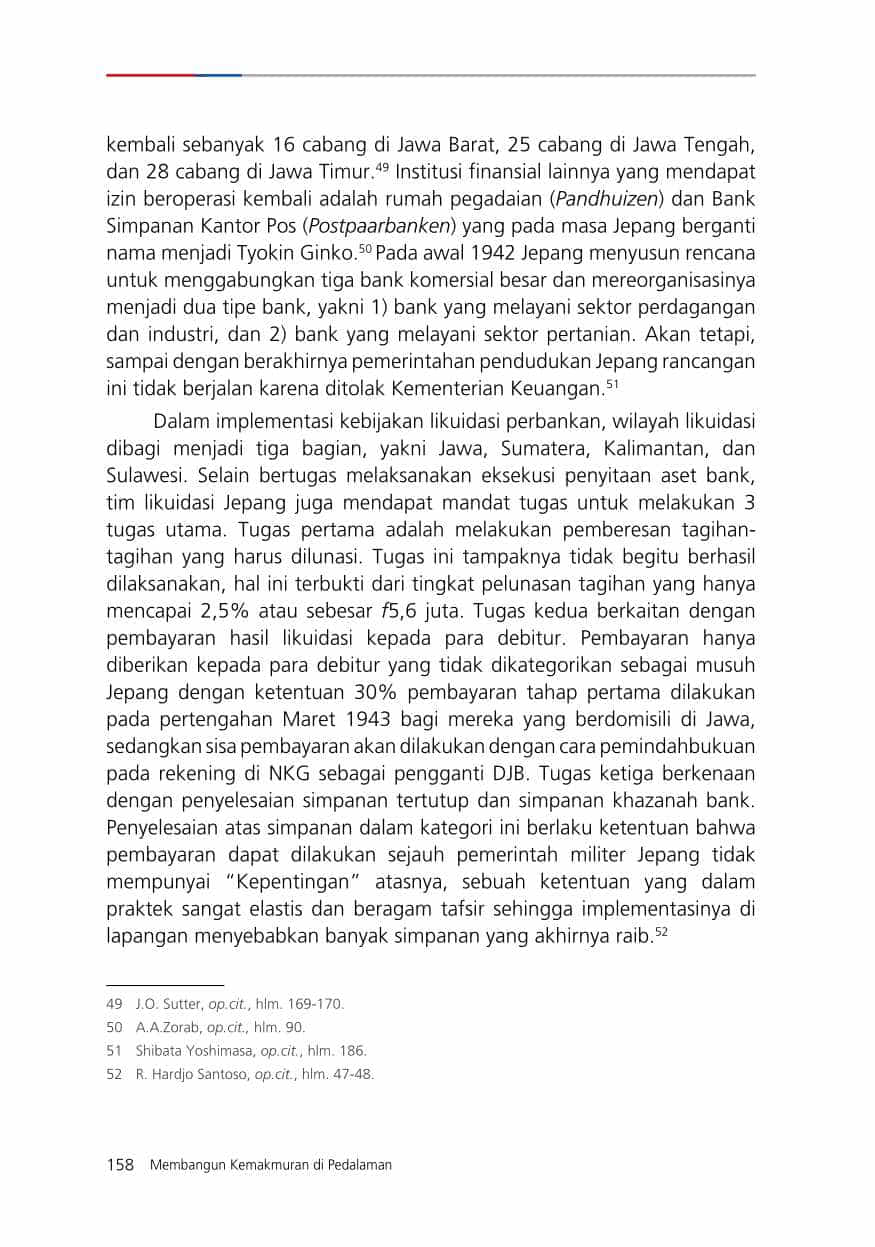 kembali sebanyak 16 cabang di Jawa Barat, 25 cabang di Jawa Tengah,
dan 28 cabang di Jawa Timur.49 Institusi finansial lainnya yang mendapat
izin beroperasi kembali adalah rumah pegadaian (Pandhuizen) dan Bank
Simpanan Kantor Pos (Postpaarbanken) yang pada masa Jepang berganti
nama menjadi Tyokin Ginko.50 Pada awal 1942 Jepang menyusun rencana
untuk menggabungkan tiga bank komersial besar dan mereorganisasinya
menjadi dua tipe bank, yakni 1) bank yang melayani sektor perdagangan
dan industri, dan 2) bank yang melayani sektor pertanian. Akan tetapi,
sampai dengan berakhirnya pemerintahan pendudukan Jepang rancangan
ini tidak berjalan karena ditolak Kementerian Keuangan.51
Dalam implementasi kebijakan likuidasi perbankan, wilayah likuidasi
dibagi menjadi tiga bagian, yakni Jawa, Sumatera, Kalimantan, dan
Sulawesi. Selain bertugas melaksanakan eksekusi penyitaan aset bank,
tim likuidasi Jepang juga mendapat mandat tugas untuk melakukan 3
tugas utama. Tugas pertama adalah melakukan pemberesan tagihan-
tagihan yang harus dilunasi. Tugas ini tampaknya tidak begitu berhasil
dilaksanakan, hal ini terbukti dari tingkat pelunasan tagihan yang hanya
mencapai 2,5% atau sebesar f5,6 juta. Tugas kedua berkaitan dengan
pembayaran hasil likuidasi kepada para debitur. Pembayaran hanya
diberikan kepada para debitur yang tidak dikategorikan sebagai musuh
Jepang dengan ketentuan 30% pembayaran tahap pertama dilakukan
pada pertengahan Maret 1943 bagi mereka yang berdomisili di Jawa,
sedangkan sisa pembayaran akan dilakukan dengan cara pemindahbukuan
pada rekening di NKG sebagai pengganti DJB. Tugas ketiga berkenaan
dengan penyelesaian simpanan tertutup dan simpanan khazanah bank.
Penyelesaian atas simpanan dalam kategori ini berlaku ketentuan bahwa
pembayaran dapat dilakukan sejauh pemerintah militer Jepang tidak
mempunyai “Kepentingan” atasnya, sebuah ketentuan yang dalam
praktek sangat elastis dan beragam tafsir sehingga implementasinya di
lapangan menyebabkan banyak simpanan yang akhirnya raib.52
49 J.O. Sutter, op.cit., hlm. 169-170.
50 A.A.Zorab, op.cit., hlm. 90.
51 Shibata Yoshimasa, op.cit., hlm. 186.
52 R. Hardjo Santoso, op.cit., hlm. 47-48.
158 Membangun Kemakmuran di Pedalaman